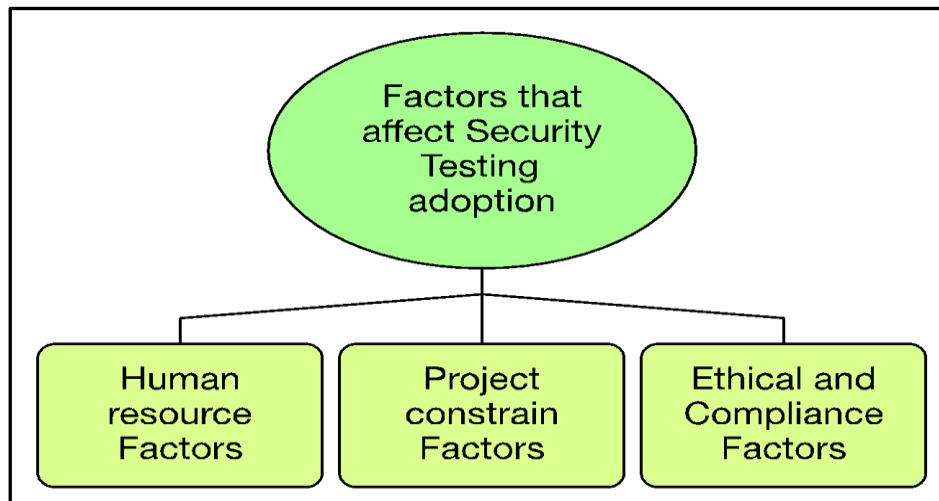 Factors that
affect Security
Testing
adoption
Human
resource
Factors
Project
constrain
Factors
Ethical and
Compliance
Factors